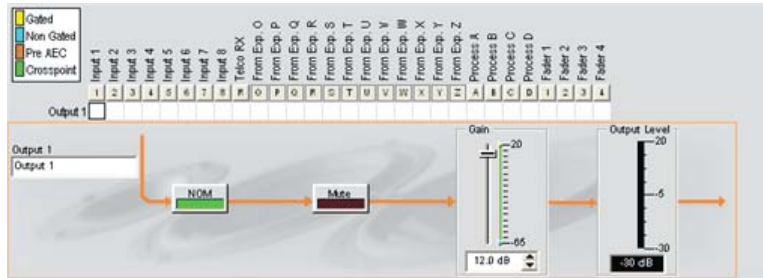 Gated
Non Gated
Pre AEC
Crosspoint
Input 1
Input 2
Input 3
Input 4
Input 5
Input 6
Input 7
Input 8
Telco RX
From Exp. O
From Exp. P
From Exp. Q
From Exp. R
From Exp. S
From Exp. T
From Exp. U
From Exp. V
From Exp. W
From Exp. X
From Exp. Y
From Exp. Z
Process A
Process B
Process C
Process D
Fader 1
Fader 2
Fader 3
Fader 4
1 2 3 4 5 6 7 8 R O P Q R S T U V W X Y Z A B C D 1 2 3 4
Output 1
Output 1
Output 1
NOM
Mute
Gain
20
-65
12.0 dB
Output Level
20
-5
-30
-30 dB